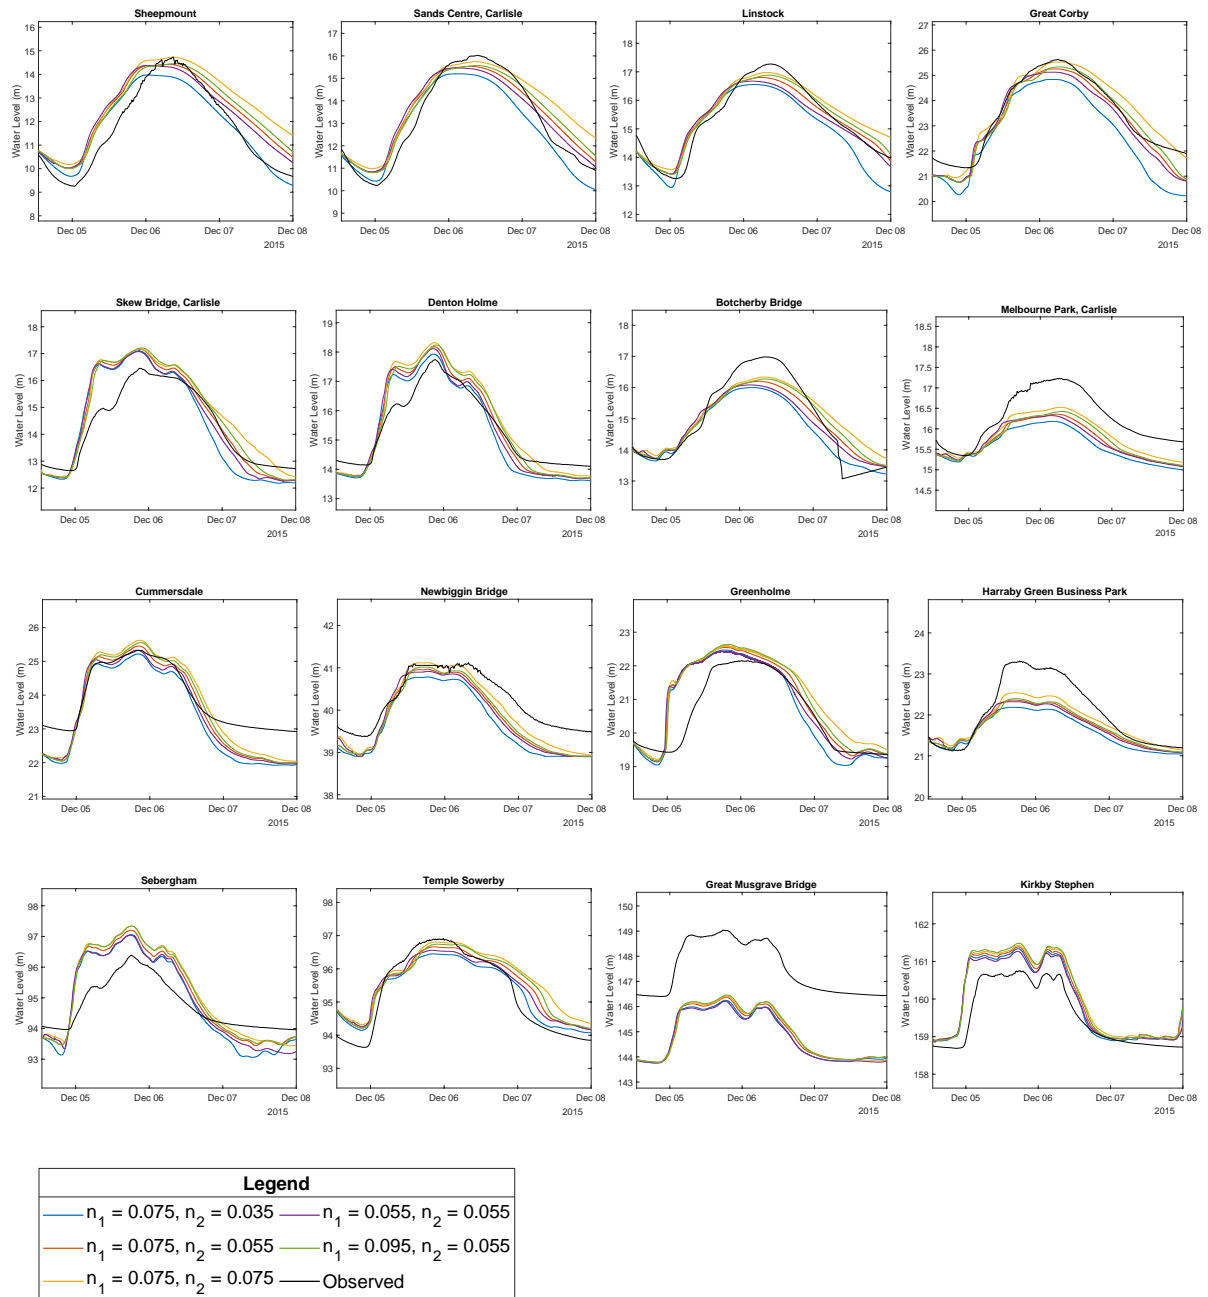 Sheepmount
Water Level (m)
16
15
14
13
12
11
10
9
8
Dec 05
Dec 06
Dec 07
Dec 08
2015
Sands Centre, Carlisle
Water Level (m)
17
16
15
14
13
12
11
10
9
Dec 05
Dec 06
Dec 07
Dec 08
2015
Linstock
Water Level (m)
18
17
16
15
14
13
12
Dec 05
Dec 06
Dec 07
Dec 08
2015
Great Corby
Water Level (m)
27
26
25
24
23
22
21
20
Dec 05
Dec 06
Dec 07
Dec 08
2015
Skew Bridge, Carlisle
Water Level (m)
18
17
16
15
14
13
12
Dec 05
Dec 06
Dec 07
Dec 08
2015
Denton Holme
Water Level (m)
19
18
17
16
15
14
13
Dec 05
Dec 06
Dec 07
Dec 08
2015
Botcherby Bridge
Water Level (m)
18
17
16
15
14
13
Dec 05
Dec 06
Dec 07
Dec 08
2015
Melbourne Park, Carlisle
Water Level (m)
18.5
18
17.5
17
16.5
16
15.5
15
14.5
Dec 05
Dec 06
Dec 07
Dec 08
2015
Cummersdale
Water Level (m)
26
25
24
23
22
21
Dec 05
Dec 06
Dec 07
Dec 08
2015
Newbiggin Bridge
Water Level (m)
42
41
40
39
38
Dec 05
Dec 06
Dec 07
Dec 08
2015
Greenholme
Water Level (m)
23
22
21
20
19
Dec 05
Dec 06
Dec 07
Dec 08
2015
Harraby Green Business Park
Water Level (m)
24
23
22
21
20
Dec 05
Dec 06
Dec 07
Dec 08
2015
Sebergham
Water Level (m)
98
97
96
95
94
93
Dec 05
Dec 06
Dec 07
Dec 08
2015
Temple Sowerby
Water Level (m)
98
97
96
95
94
93
Dec 05
Dec 06
Dec 07
Dec 08
2015
Great Musgrave Bridge
Water Level (m)
150
149
148
147
146
145
144
143
Dec 05
Dec 06
Dec 07
Dec 08
2015
Kirkby Stephen
Water Level (m)
162
161
160
159
158
Dec 05
Dec 06
Dec 07
Dec 08
2015
Legend
n1 = 0.075, n2 = 0.035
n1 = 0.055, n2 = 0.055
n1 = 0.075, n2 = 0.055
n1 = 0.095, n2 = 0.055
n1 = 0.075, n2 = 0.075
Observed